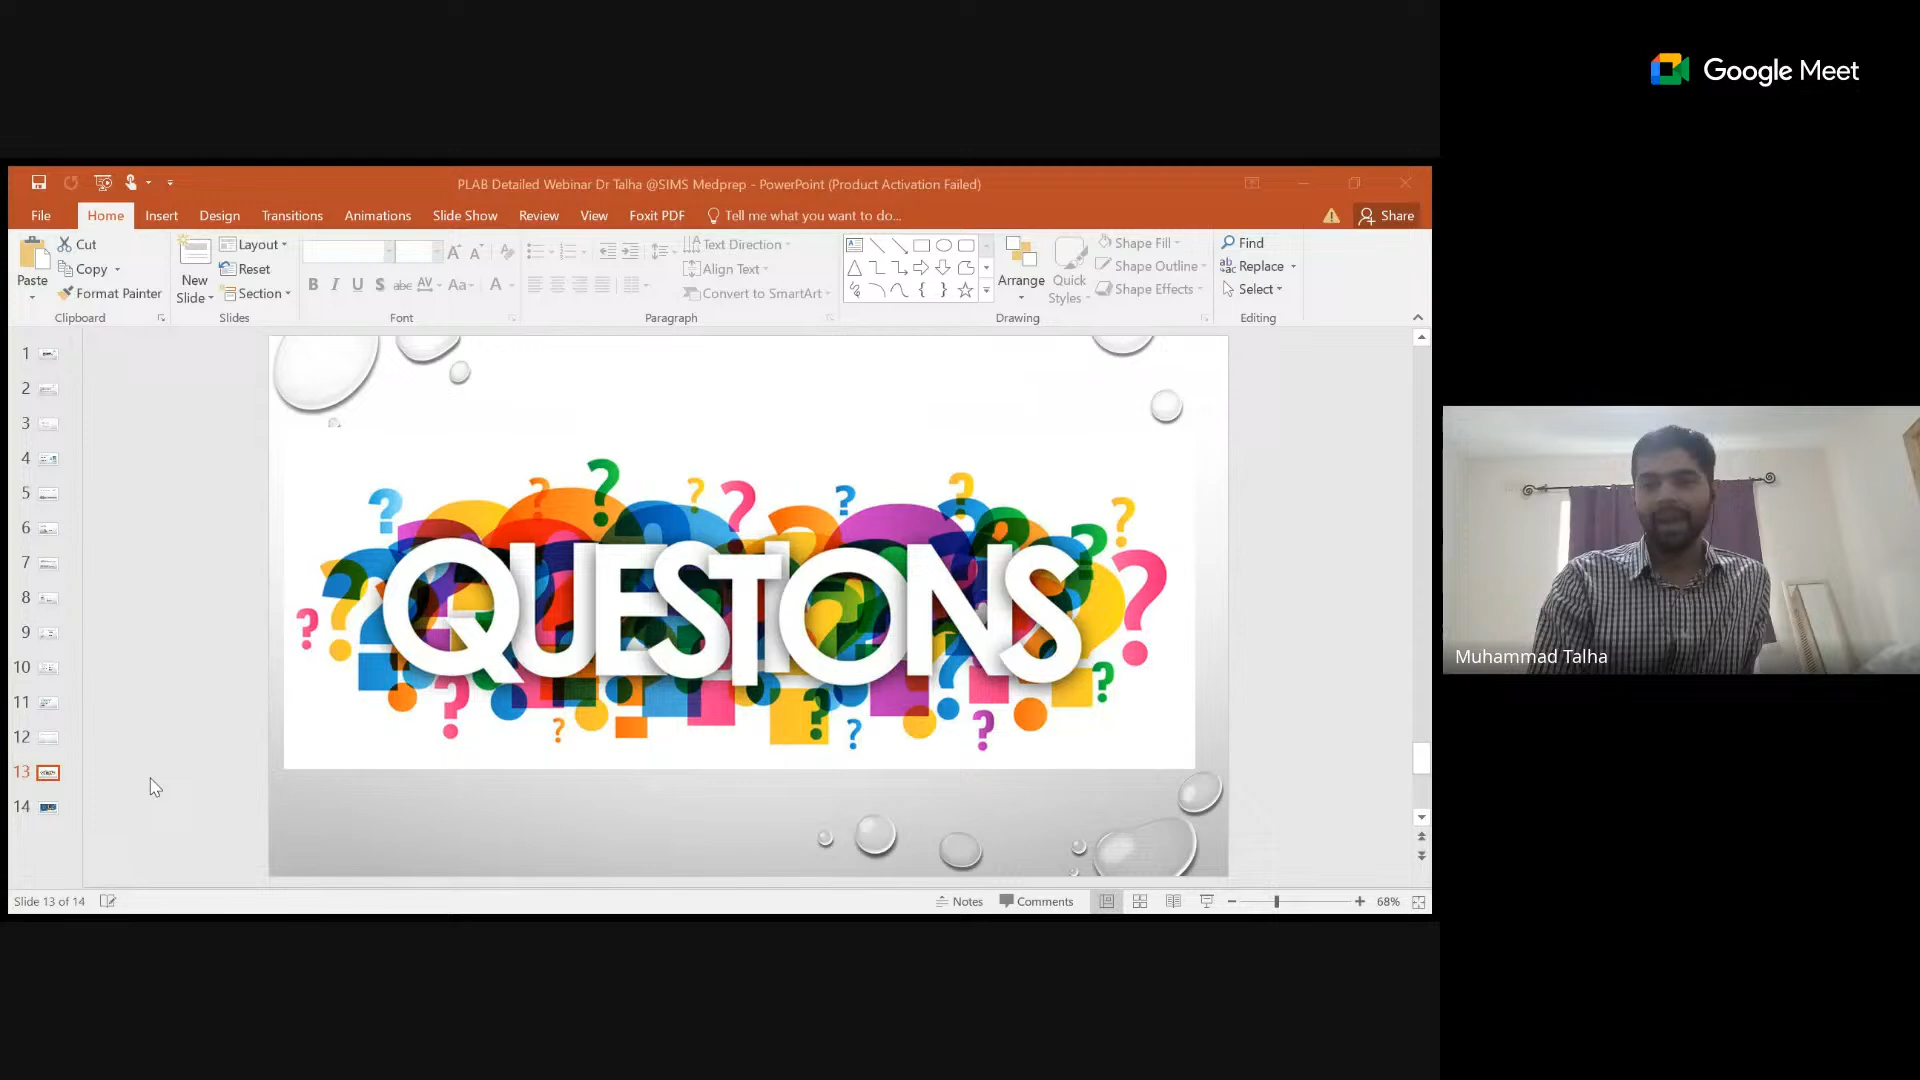 Google Meet
PLAB Detailed Webinar Dr Talha @SIMS Medprep - PowerPoint (Product Activation Failed)
File Home Insert Design Transitions Animations Slide Show Review View Foxit PDF Tell me what you want to do... Share
Paste
Cut
Copy
Format Painter
Clipboard
New
Slide
Layout
Reset
Section
Slides
B I U S abc AV Aa A
Font
Text Direction
Align Text
Convert to SmartArt
Paragraph
Arrange
Quick
Styles
Shape Fill
Shape Outline
Shape Effects
Drawing
Find
Replace
Select
Editing
1
2
3
4
5
6
7
8
9
10
11
12
13
14
QUESTONS
Muhammad Talha
Slide 13 of 14 Notes Comments 68%